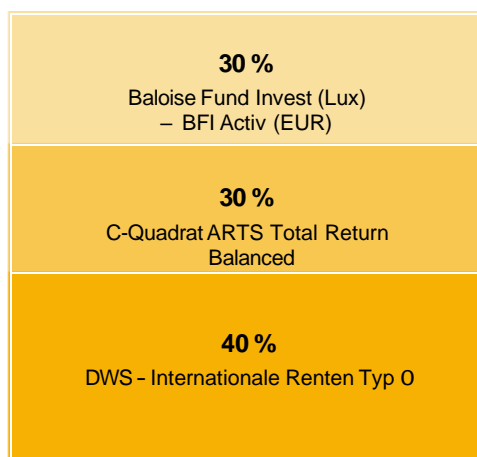 30 %
Baloise Fund Invest (Lux)
– BFI Activ (EUR)
30 %
C-Quadrat ARTS Total Return
Balanced
40 %
DWS – Internationale Renten Typ O